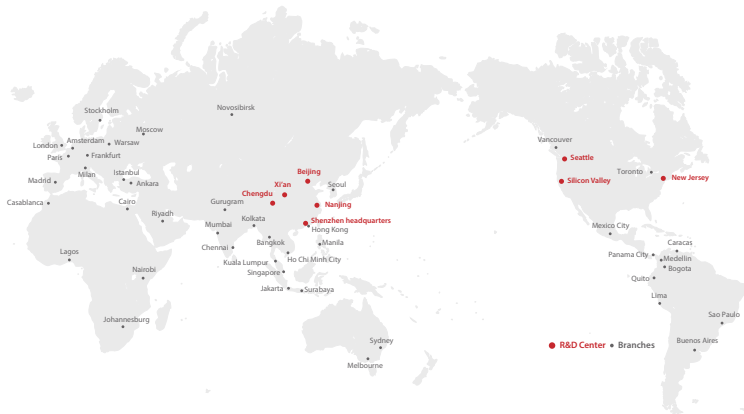 Novosibirsk
Stockholm
Moscow
Amsterdam
London
Warsaw
Paris
Frankfurt
Milan
Madrid
Istanbul
Ankara
Casablanca
Cairo
Riyadh
Lagos
Nairobi
Johannesburg
Beijing
Xi'an
Seoul
Chengdu
Nanjing
Gurugram
Kolkata
Shenzhen headquarters
Hong Kong
Mumbai
Chennai
Bangkok
Manila
Kuala Lumpur
Ho Chi Minh City
Singapore
Jakarta
Surabaya
Sydney
Melbourne
Vancouver
Seattle
Toronto
Silicon Valley
New Jersey
Mexico City
Caracas
Panama City
Medellin
Bogota
Quito
Lima
Sao Paulo
Buenos Aires
R&D Center
Branches